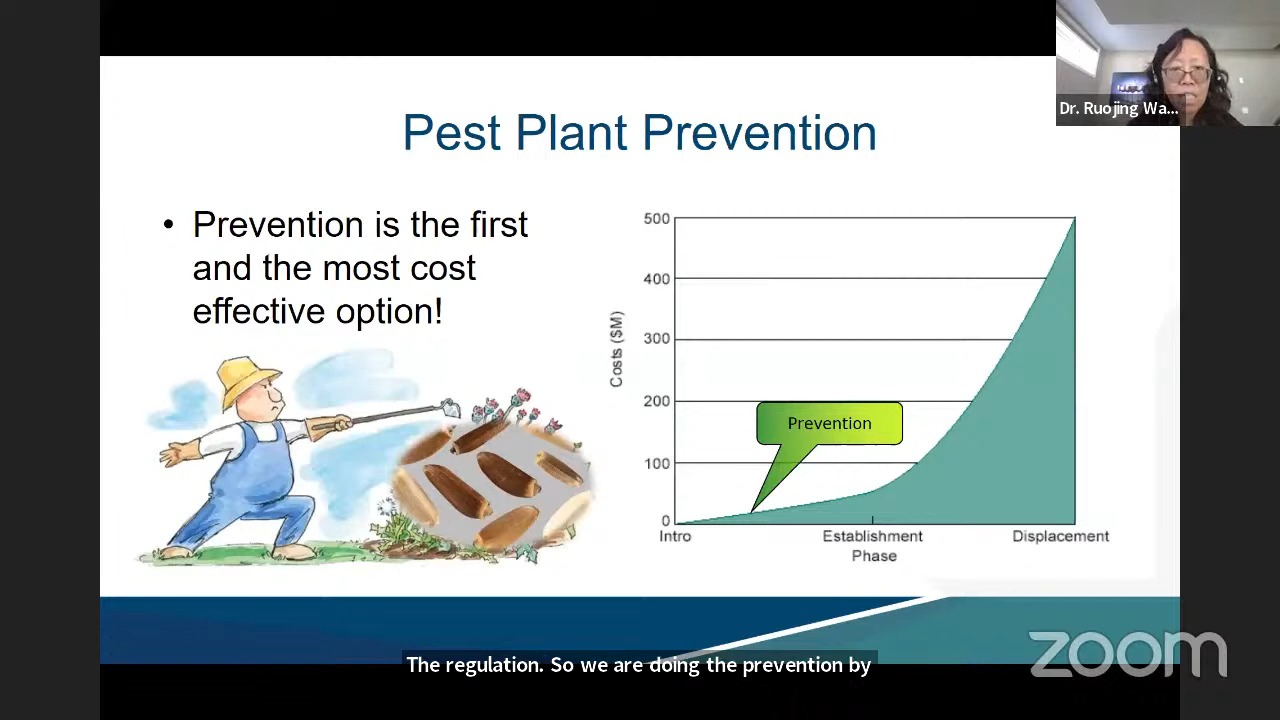 Dr. Ruojing Wa...
Pest Plant Prevention
• Prevention is the first
and the most cost
effective option!
500
400
300
200
100
0
Costs ($M)
Prevention
Intro
Establishment
Phase
Displacement
zoom
The regulation. So we are doing the prevention by